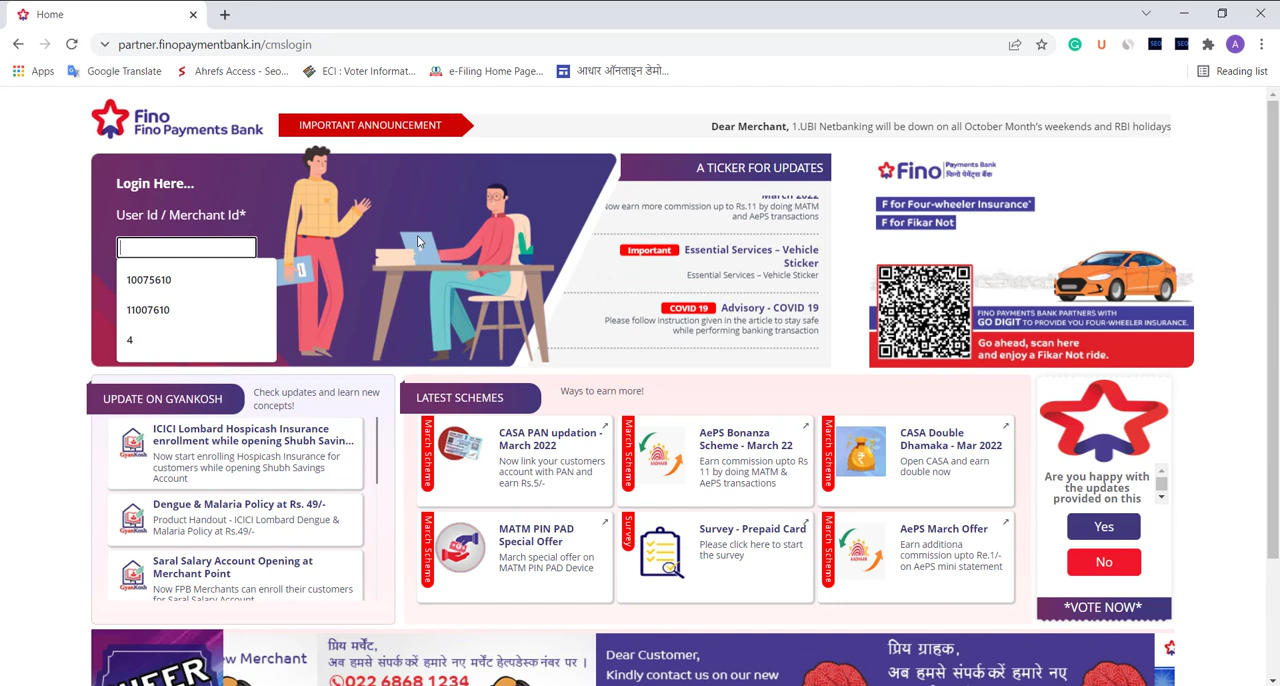 Home
partner.finopaymentbank.in/cmslogin
Apps
Google Translate
Ahrefs Access - Seo...
ECI : Voter Informat...
e-Filing Home Page...
आधार ऑनलाइन डेमो...
Reading list
Fino
Fino Payments Bank
IMPORTANT ANNOUNCEMENT
Dear Merchant, 1.UBI Netbanking will be down on all October Month's weekends and RBI holidays
Login Here...
User Id / Merchant Id*
10075610
11007610
4
A TICKER FOR UPDATES
March 2022
Now earn more commission up to Rs.11 by doing MATM
and AePS transactions
Important
Essential Services – Vehicle
Sticker
Essential Services – Vehicle Sticker
COVID 19
Advisory - COVID 19
Please follow instruction given in the article to stay safe
while performing banking transaction
Fino Payments Bank
फिनो पेमेंट्स बैंक
F for Four-wheeler Insurance*
F for Fikar Not
FINO PAYMENTS BANK PARTNERS WITH
GO DIGIT TO PROVIDE YOU FOUR-WHEELER INSURANCE.
Go ahead, scan here
and enjoy a Fikar Not ride.
UPDATE ON GYANKOSH
Check updates and learn new
concepts!
ICICI Lombard Hospicash Insurance
enrollment while opening Shubh Savin...
Now start enrolling Hospicash Insurance for
customers while opening Shubh Savings
Account
Dengue & Malaria Policy at Rs. 49/-
Product Handout - ICICI Lombard Dengue &
Malaria Policy at Rs.49/-
Saral Salary Account Opening at
Merchant Point
Now FPB Merchants can enroll their customers
for Saral Salary Account
GyanKosh
GyanKosh
GyanKosh
LATEST SCHEMES
Ways to earn more!
March Scheme
CASA PAN updation -
March 2022
Now link your customers
account with PAN and
earn Rs.5/-
March Scheme
AePS Bonanza
Scheme - March 22
Earn commission upto Rs
11 by doing MATM &
AePS transactions
March Scheme
CASA Double
Dhamaka - Mar 2022
Open CASA and earn
double now
March Scheme
MATM PIN PAD
Special Offer
March special offer on
MATM PIN PAD Device
Survey
Survey - Prepaid Card
Please click here to start
the survey
March Scheme
AePS March Offer
Earn additiona
commission upto Re.1/-
on AePS mini statement
Are you happy with
the updates
provided on this
Yes
No
*VOTE NOW*
ew Merchant
प्रिय मर्चेंट,
अब हमसे संपर्क करें हमारे नए मर्चेंट हेल्पडेस्क नंबर पर ।
022 6868 1234
Dear Customer,
Kindly contact us on our new
प्रिय ग्राहक,
अब हमसे संपर्क करें हमारे नए